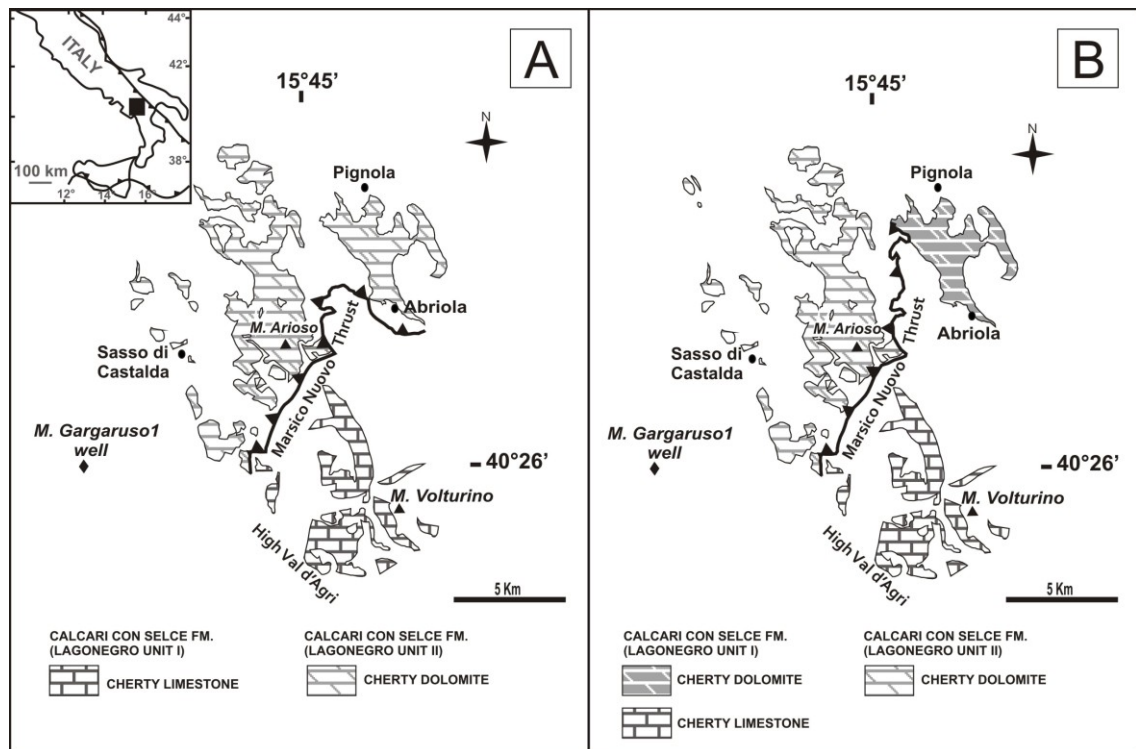 44°
ITALY
42°
38°
100 km
12°
14°
16°
A
15°45'
N
Pignola
Abriola
M. Arioso
Sasso di
Castalda
Marsico Nuovo Thrust
M. Gargaruso1
well
40°26'
M. Volturino
High Val d'Agri
5 Km
CALCARI CON SELCE FM.
(LAGONEGRO UNIT I)
CHERTY LIMESTONE
CALCARI CON SELCE FM.
(LAGONEGRO UNIT II)
CHERTY DOLOMITE
B
15°45'
N
Pignola
Abriola
M. Arioso
Sasso di
Castalda
Marsico Nuovo Thrust
M. Gargaruso1
well
40°26'
M. Volturino
High Val d'Agri
5 Km
CALCARI CON SELCE FM.
(LAGONEGRO UNIT I)
CHERTY DOLOMITE
CHERTY LIMESTONE
CALCARI CON SELCE FM.
(LAGONEGRO UNIT II)
CHERTY DOLOMITE